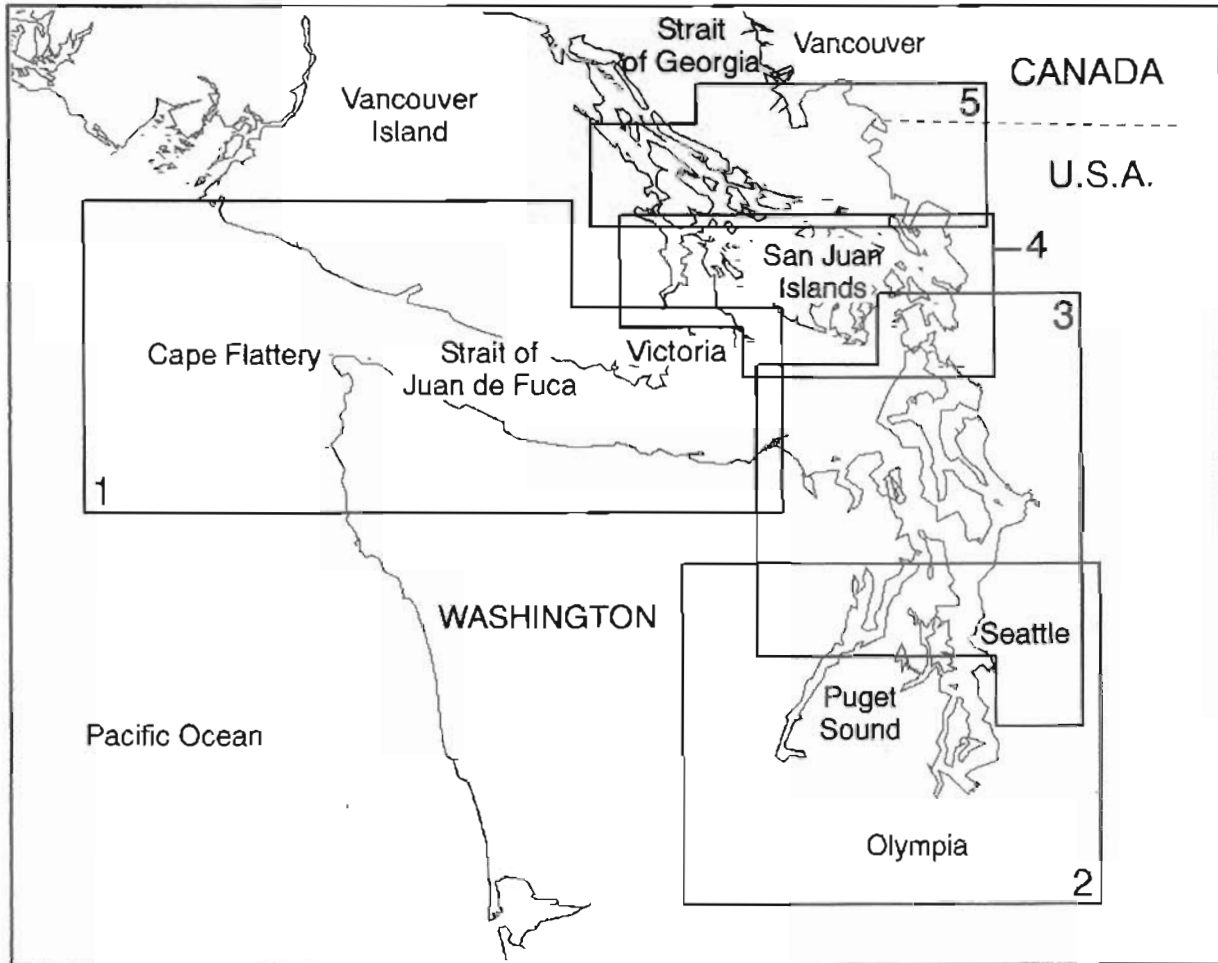 Strait
of Georgia
Vancouver
CANADA
5
Vancouver
Island
U.S.A.
4
San Juan
Islands
3
Cape Flattery
Strait of
Juan de Fuca
Victoria
1
WASHINGTON
Seattle
Puget
Sound
Pacific Ocean
Olympia
2